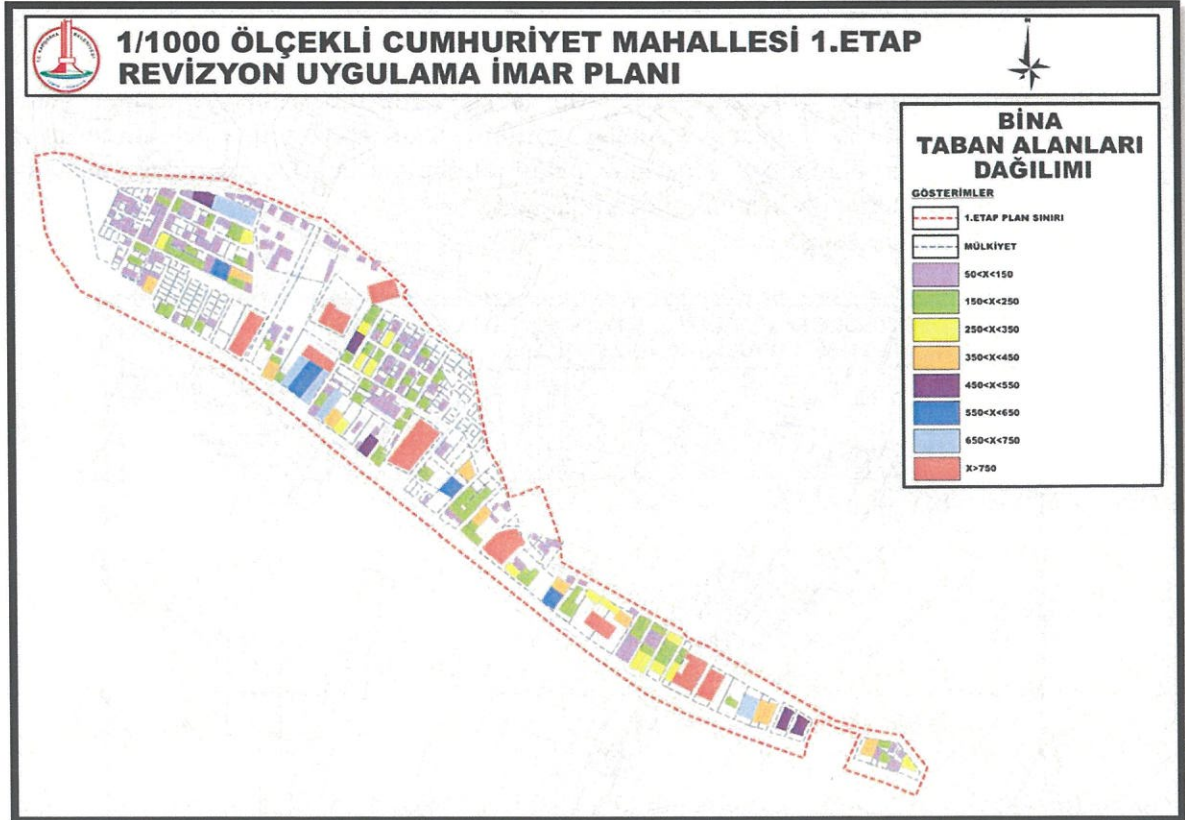 1/1000 ÖLÇEKLİ CUMHURİYET MAHALLESİ 1.ETAP
REVİZYON UYGULAMA İMAR PLANI
BİNA
TABAN ALANLARI
DAĞILIMI
GÖSTERİMLER
1.ETAP PLAN SINIRI
MÜLKİYET
50<X<150
150<X<250
250<X<350
350<X<450
450<X<550
550<X<650
650<X<750
X>750